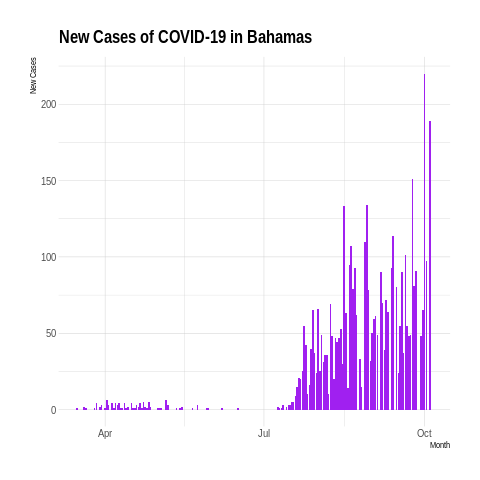 New Cases of COVID-19 in Bahamas
New Cases
200
150
100
50
0
Apr
Jul
Oct
Month